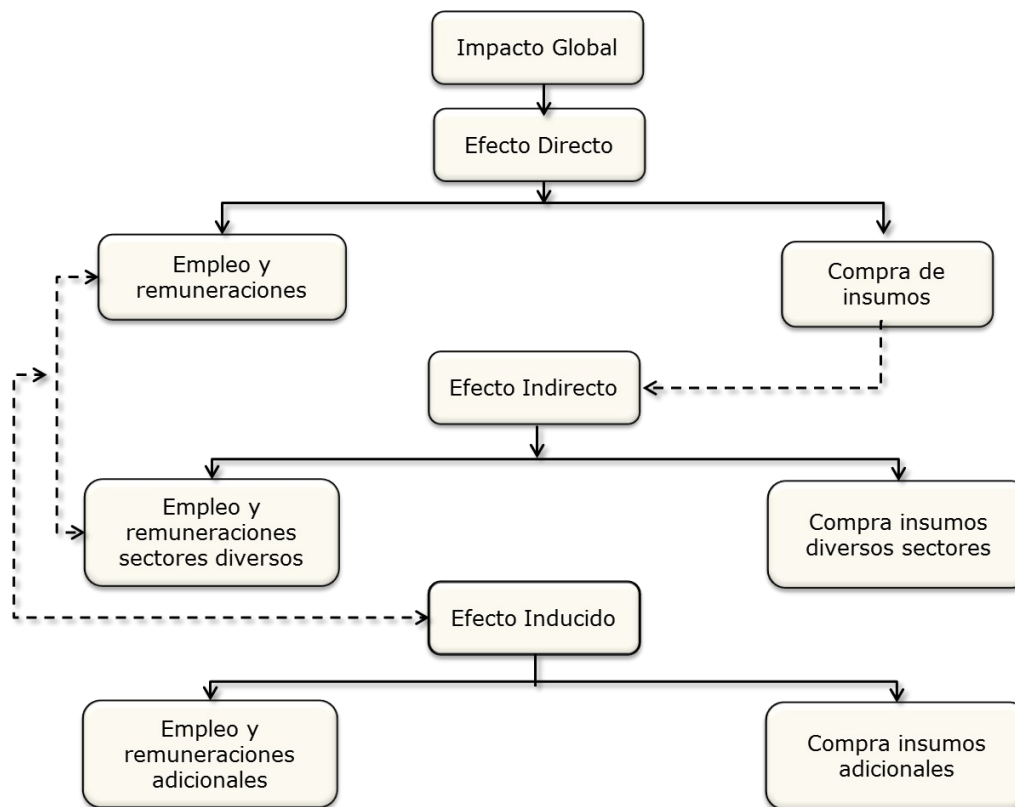 Impacto Global
Efecto Directo
Empleo y
remuneraciones
Compra de
insumos
Efecto Indirecto
Empleo y
remuneraciones
sectores diversos
Compra insumos
diversos sectores
Efecto Inducido
Empleo y
remuneraciones
adicionales
Compra insumos
adicionales